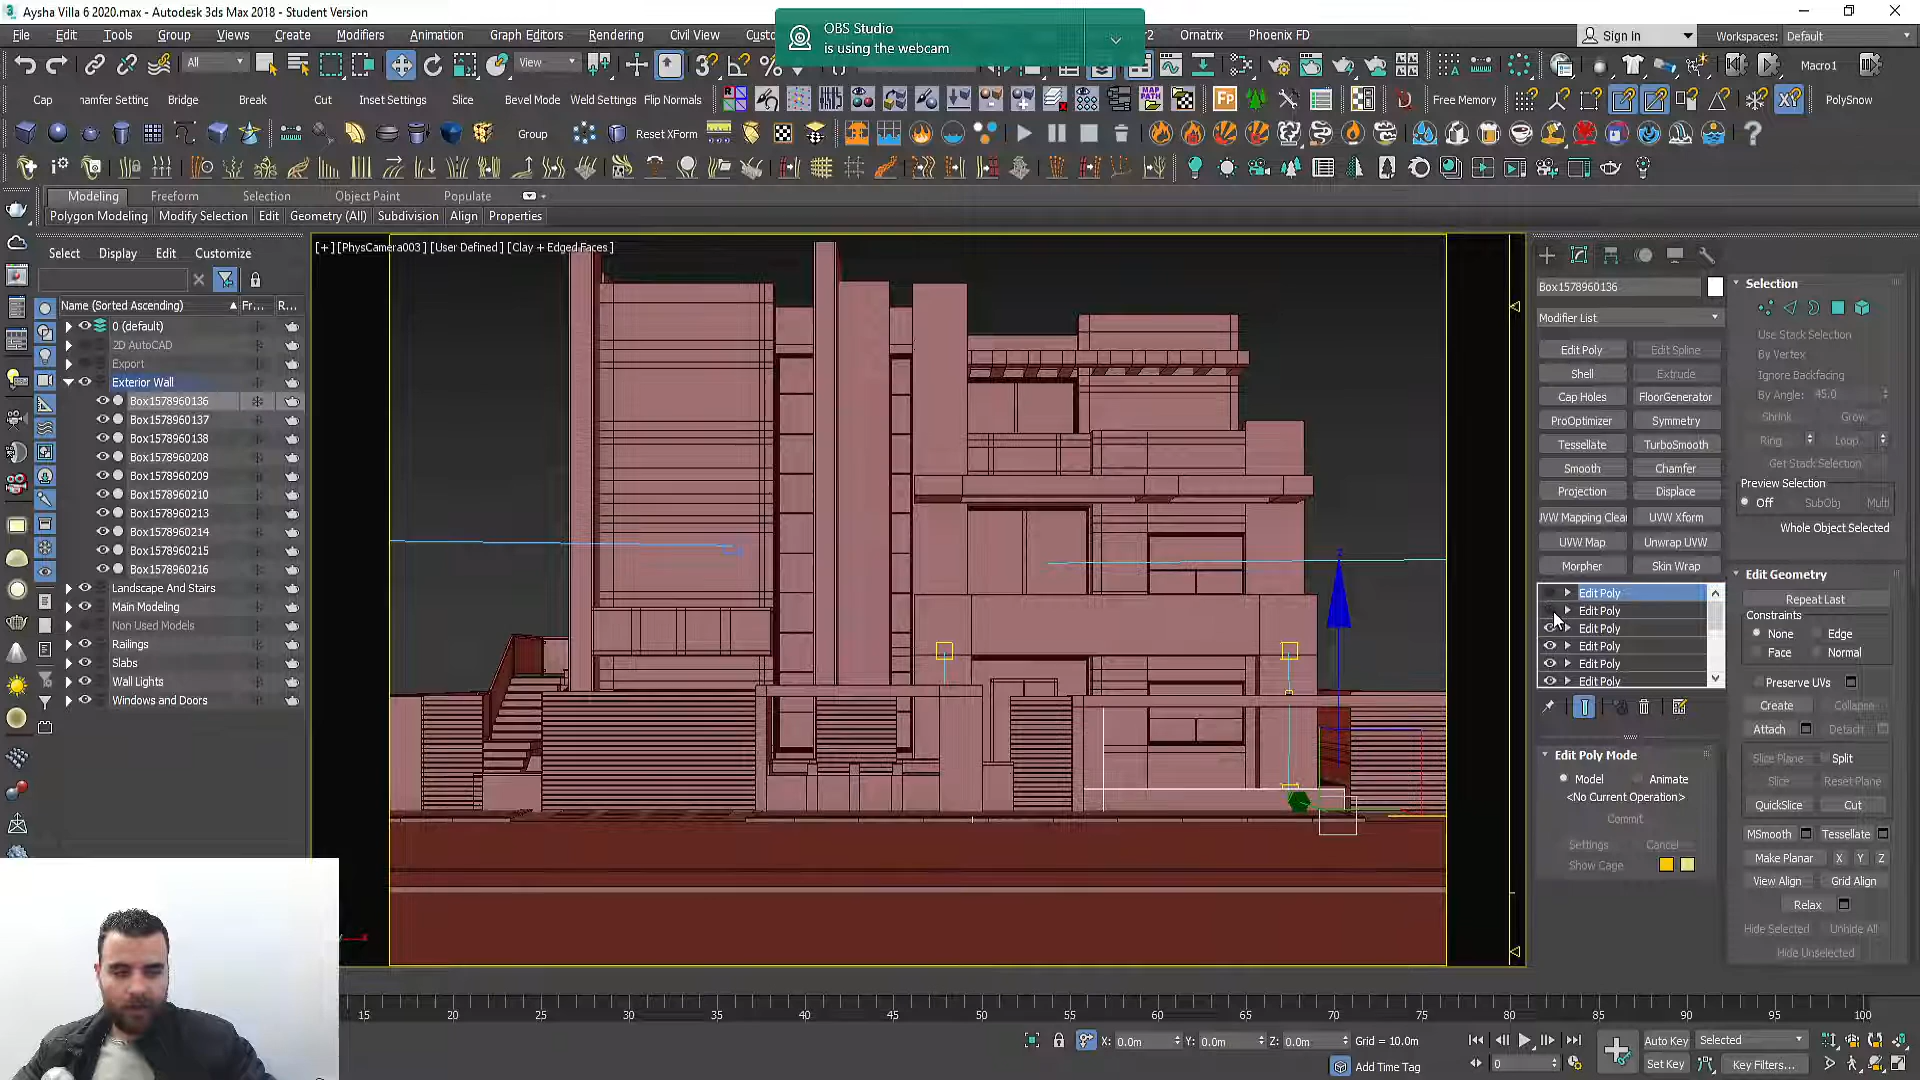 Aysha Villa 6 2020.max - Autodesk 3ds Max 2018 - Student Version
OBS Studio
is using the webcam
File Edit Tools Group Views Create Modifiers Animation Graph Editors Rendering Civil View Ornatrix Phoenix FD
Sign In
Workspaces: Default
All
View
Macro1
Cap
hamfer Setting
Bridge
Break
Cut
Inset Settings
Slice
Bevel Mode
Weld Settings
Flip Normals
Free Memory
PolySnow
Group
Reset XForm
Modeling Freeform Selection Object Paint Populate
Polygon Modeling Modify Selection Edit Geometry (All) Subdivision Align Properties
Select Display Edit Customize
Name (Sorted Ascending) Fr... R...
0 (default)
2D AutoCAD
Export
Exterior Wall
Box1578960136
Box1578960137
Box1578960138
Box1578960208
Box1578960209
Box1578960210
Box1578960213
Box1578960214
Box1578960215
Box1578960216
Landscape And Stairs
Main Modeling
Non Used Models
Railings
Slabs
Wall Lights
Windows and Doors
[+] [PhysCamera003] [User Defined] [Clay + Edged Faces]
Box1578960136
Modifier List
Edit Poly Edit Spline
Shell Extrude
Cap Holes FloorGenerator
ProOptimizer Symmetry
Tessellate TurboSmooth
Smooth Chamfer
Projection Displace
UVW Mapping Clear UVW Xform
UVW Map Unwrap UVW
Morpher Skin Wrap
Edit Poly
Edit Poly
Edit Poly
Edit Poly
Edit Poly
Edit Poly
Edit Poly Mode
Model Animate
<No Current Operation>
Commit
Settings Cancel
Show Cage
Selection
Use Stack Selection
By Vertex
Ignore Backfacing
By Angle: 45.0
Shrink Grow
Ring Loop
Get Stack Selection
Preview Selection
Off SubObj Multi
Whole Object Selected
Edit Geometry
Repeat Last
Constraints
None Edge
Face Normal
Preserve UVs
Create Collapse
Attach Detach
Slice Plane Split
Slice Reset Plane
QuickSlice Cut
MSmooth Tessellate
Make Planar X Y Z
View Align Grid Align
Relax
Hide Selected Unhide All
Hide Unselected
15 20 25 30 35 40 45 50 55 60 65 70 75 80 85 90 95 100
X: 0.0m Y: 0.0m Z: 0.0m Grid = 10.0m
Add Time Tag
0
Auto Key Selected
Set Key Key Filters...